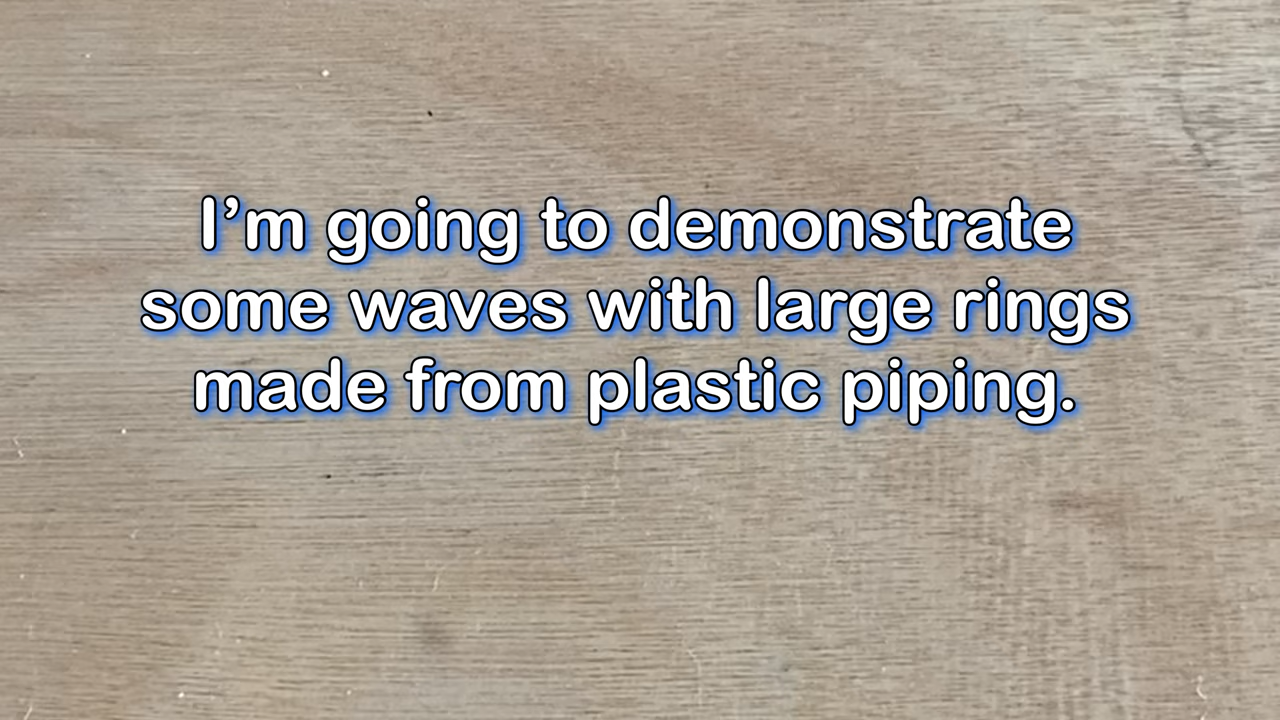 I’m going to demonstrate
some waves with large rings
made from plastic piping.